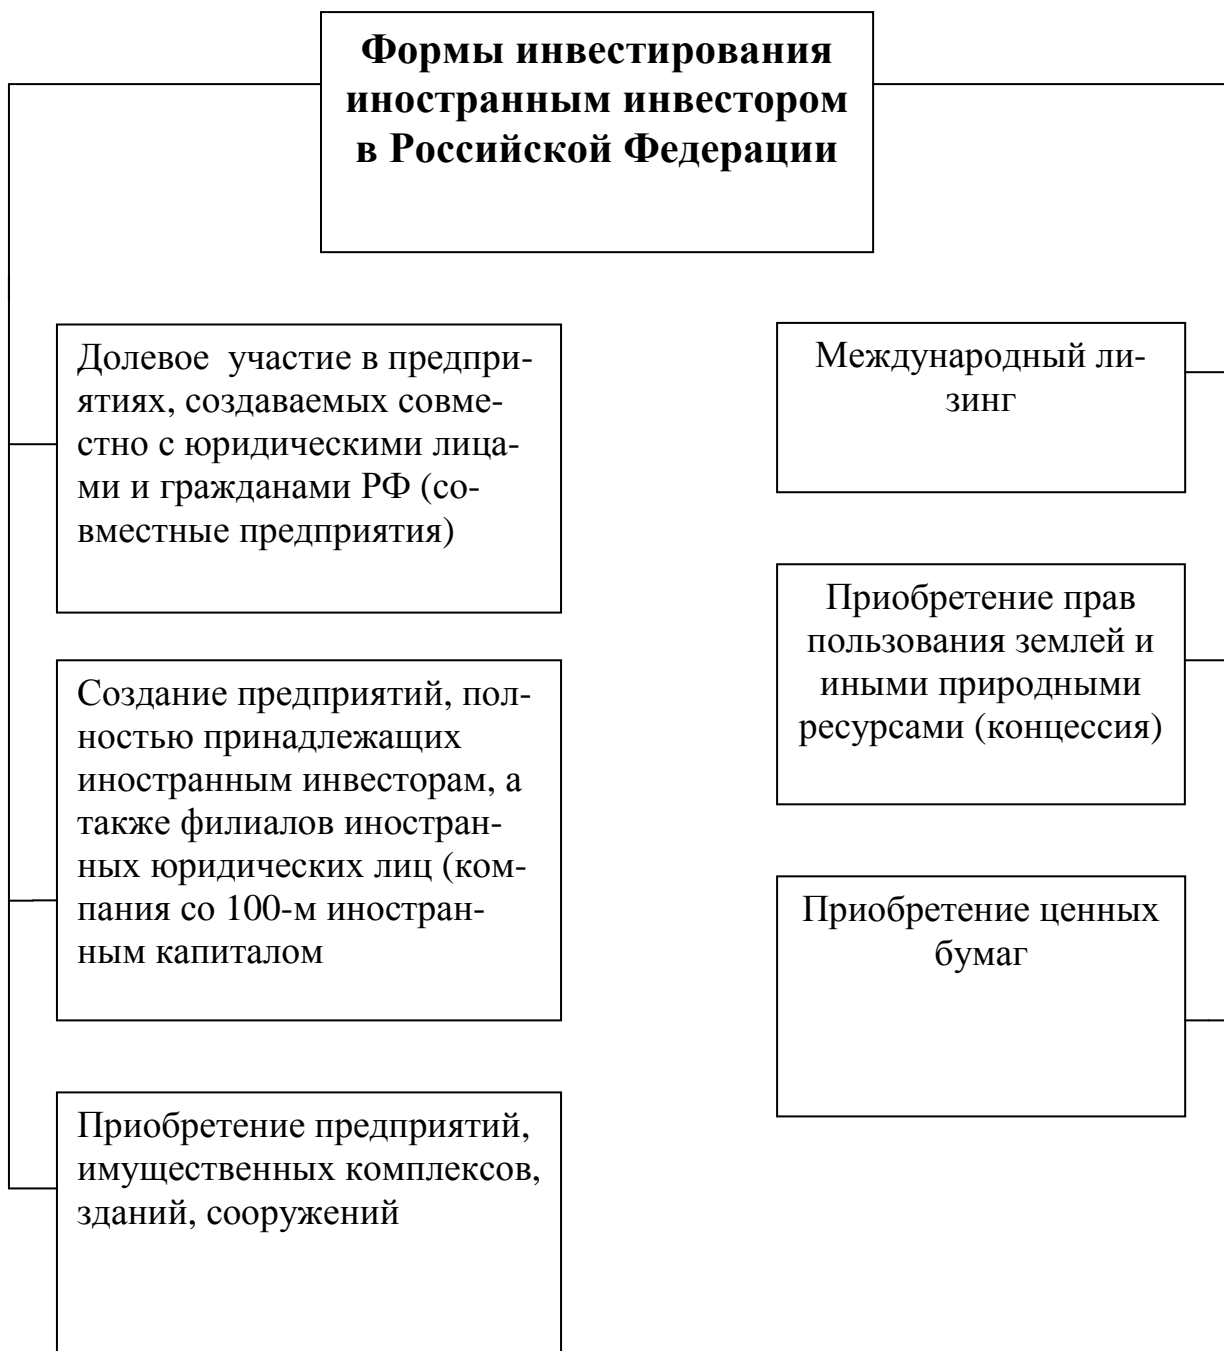 Формы инвестирования
иностранным инвестором
в Российской Федерации
Долевое  участие в предпри-
ятиях, создаваемых совме-
стно с юридическими лица-
ми и гражданами РФ (со-
вместные предприятия)
Создание предприятий, пол-
ностью принадлежащих
иностранным инвесторам, а
также филиалов иностран-
ных юридических лиц (ком-
пания со 100-м иностран-
ным капиталом
Приобретение предприятий,
имущественных комплексов,
зданий, сооружений
Международный ли-
зинг
Приобретение прав
пользования землей и
иными природными
ресурсами (концессия)
Приобретение ценных
бумаг